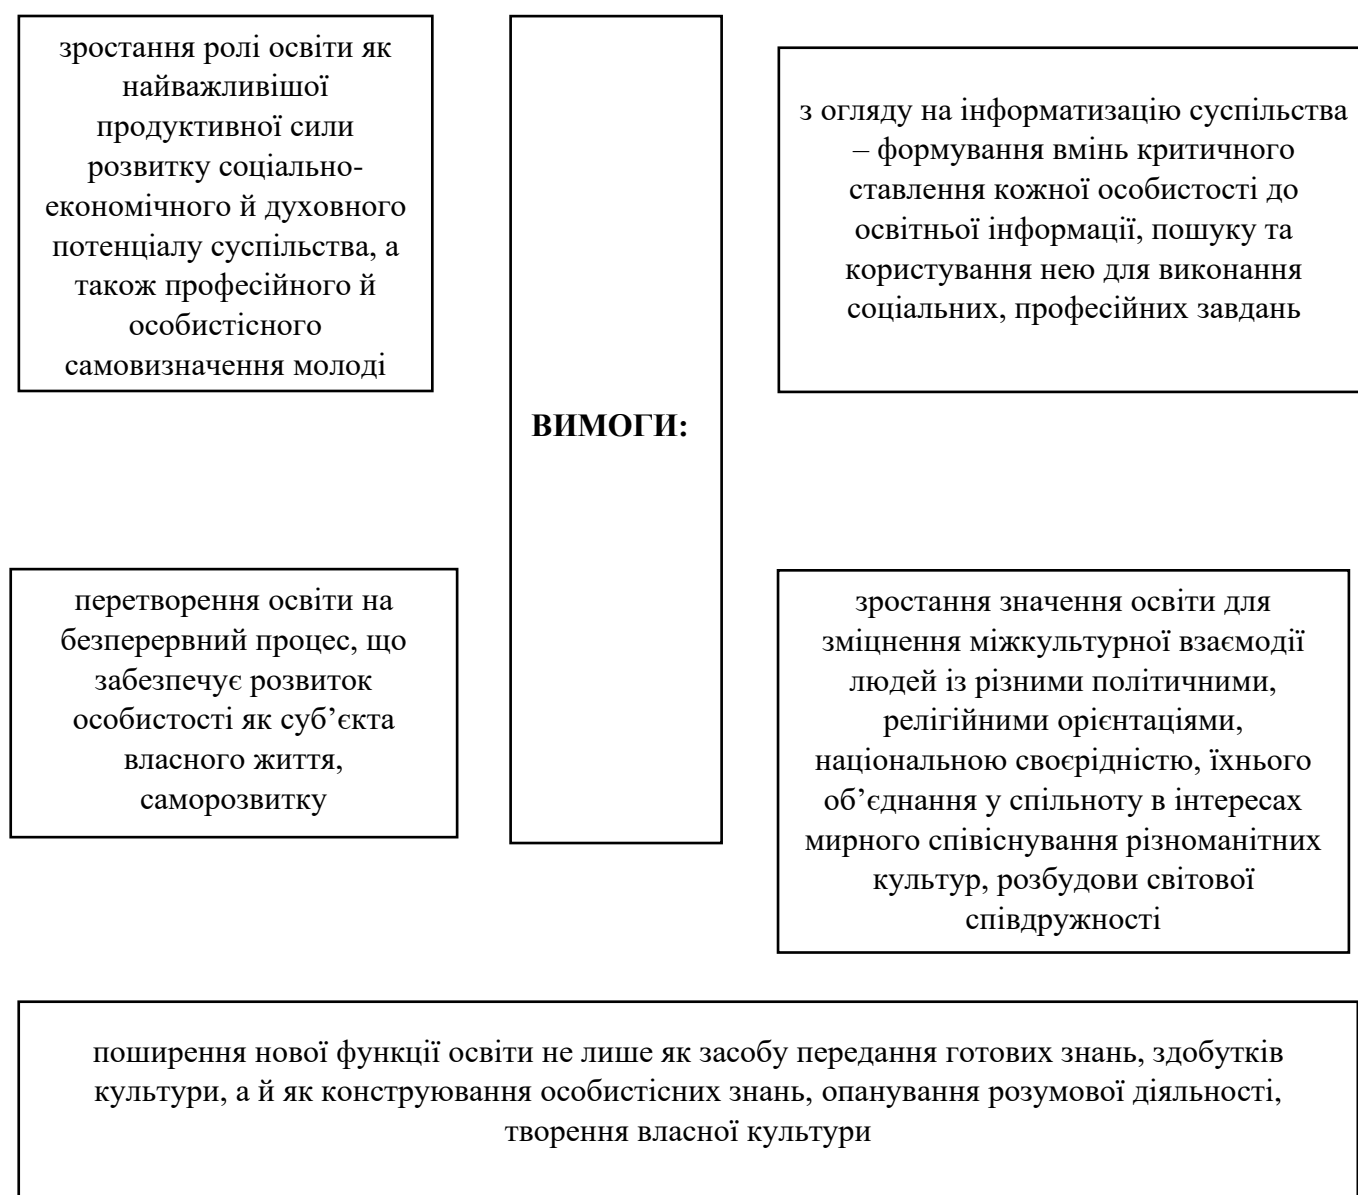 зростання ролі освіти як
найважливішої
продуктивної сили
розвитку соціально-
економічного й духовного
потенціалу суспільства, а
також професійного й
особистісного
самовизначення молоді
ВИМОГИ:
з огляду на інформатизацію суспільства
– формування вмінь критичного
ставлення кожної особистості до
освітньої інформації, пошуку та
користування нею для виконання
соціальних, професійних завдань
перетворення освіти на
безперервний процес, що
забезпечує розвиток
особистості як суб’єкта
власного життя,
саморозвитку
зростання значення освіти для
зміцнення міжкультурної взаємодії
людей із різними політичними,
релігійними орієнтаціями,
національною своєрідністю, їхнього
об’єднання у спільноту в інтересах
мирного співіснування різноманітних
культур, розбудови світової
співдружності
поширення нової функції освіти не лише як засобу передання готових знань, здобутків
культури, а й як конструювання особистісних знань, опанування розумової діяльності,
творення власної культури